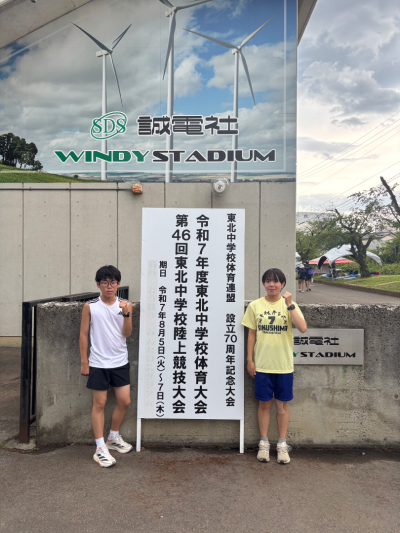 SDS
誠電社
WINDY STADIUM
東北中学校体育連盟 設立70周年記念大会
令和7年度東北中学校体育大会
第46回東北中学校陸上競技大会
期日 令和7年8月5日(火)~7日(木)
7
誠電社
DY STADIUM